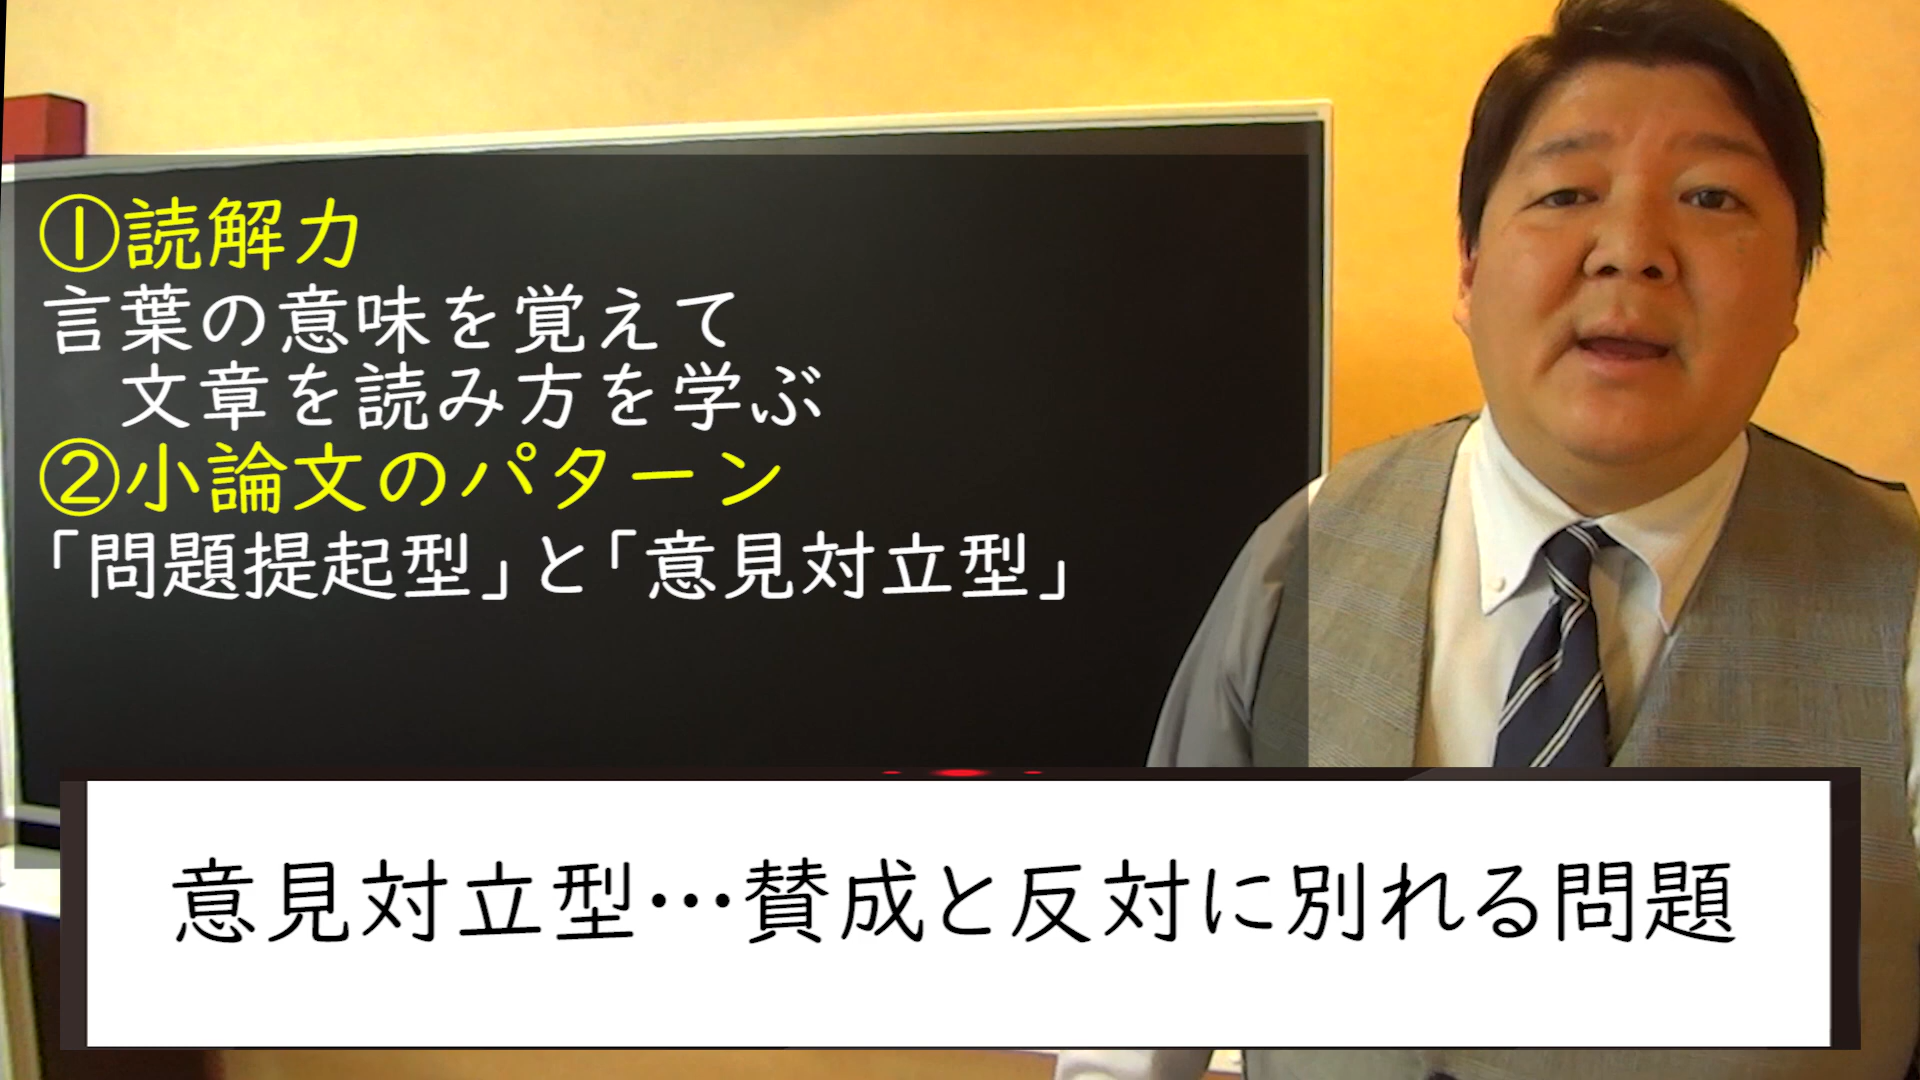 ①読解力
言葉の意味を覚えて
文章を読み方を学ぶ
②小論文のパターン
「問題提起型」と「意見対立型」
意見対立型…賛成と反対に別れる問題